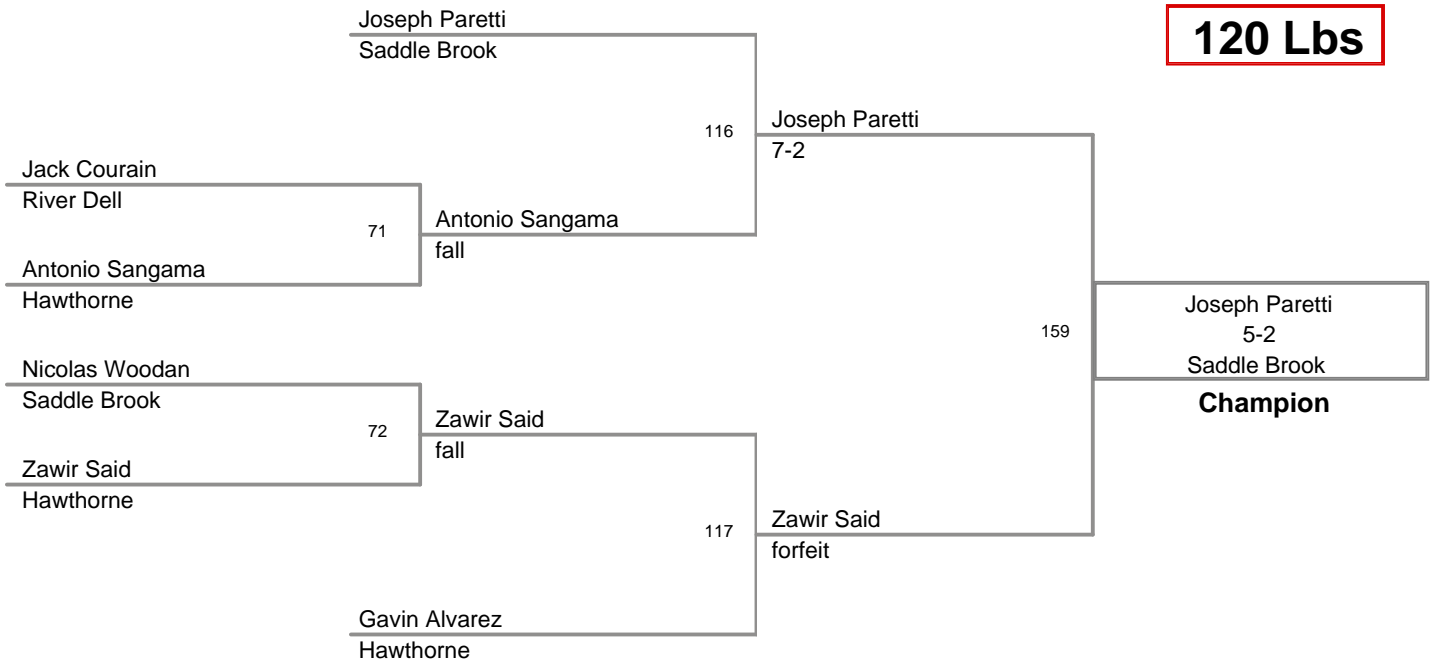 Joseph Paretti
Saddle Brook
120 Lbs
116
Joseph Paretti
7-2
Jack Courain
River Dell
71
Antonio Sangama
fall
Antonio Sangama
Hawthorne
159
Joseph Paretti
5-2
Saddle Brook
Champion
Nicolas Woodan
Saddle Brook
72
Zawir Said
fall
Zawir Said
Hawthorne
117
Zawir Said
forfeit
Gavin Alvarez
Hawthorne